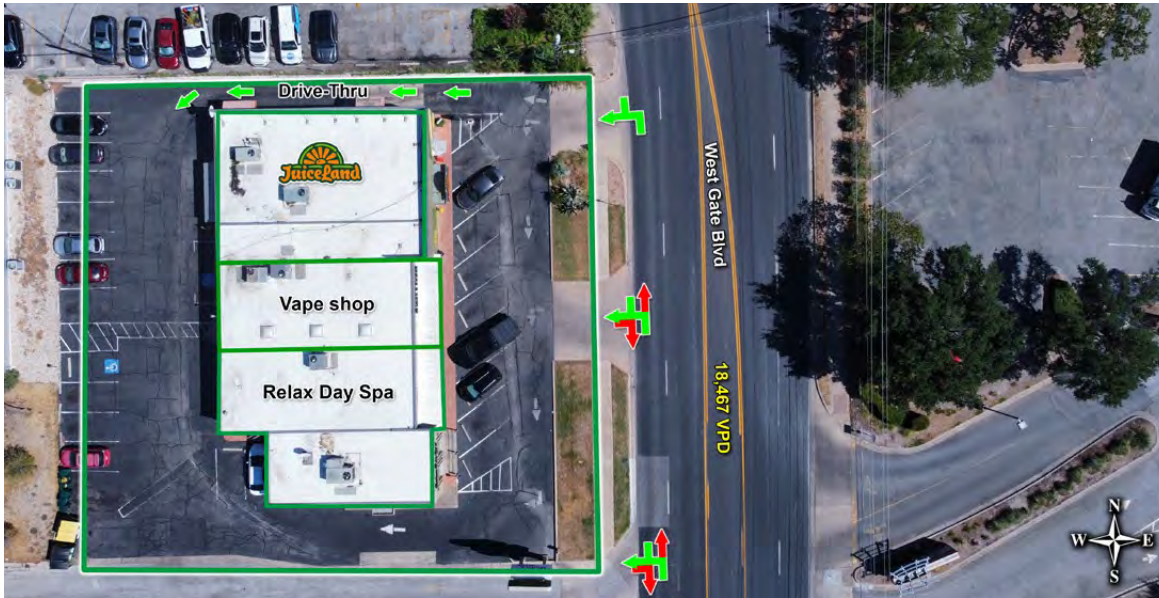 Drive-Thru
JuiceLand
West Gate Blvd
Vape shop
Relax Day Spa
18,467 VPD
N
W E
S